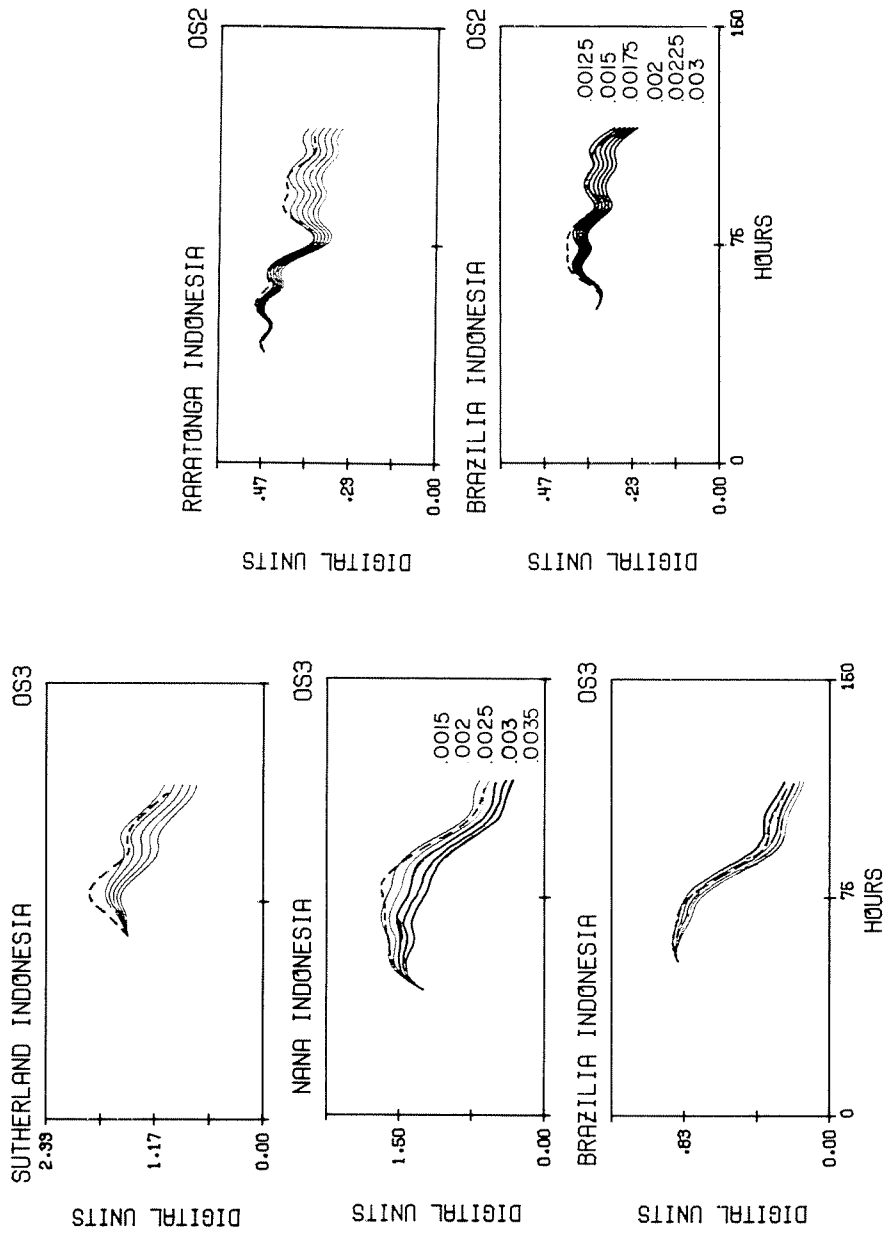 SUTHERLAND INDONESIA OS3
2.33
1.17
0.00
DIGITAL UNITS
NANA INDONESIA OS3
1.50
0.00
DIGITAL UNITS
.0015
.002
.0025
.003
.0035
BRAZILIA INDONESIA OS3
.83
0.00
DIGITAL UNITS
0 75 150
HOURS
RARATONGA INDONESIA OS2
.47
.23
0.00
DIGITAL UNITS
BRAZILIA INDONESIA OS2
.47
.23
0.00
DIGITAL UNITS
.00125
.0015
.00175
.002
.00225
.003
0 75 150
HOURS